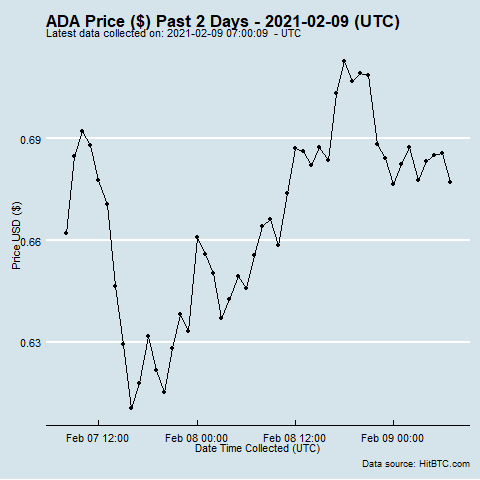 ADA Price ($) Past 2 Days - 2021-02-09 (UTC)
Latest data collected on: 2021-02-09 07:00:09 - UTC
0.69
0.66
0.63
Price USD ($)
Feb 07 12:00
Feb 08 00:00
Feb 08 12:00
Feb 09 00:00
Date Time Collected (UTC)
Data source: HitBTC.com